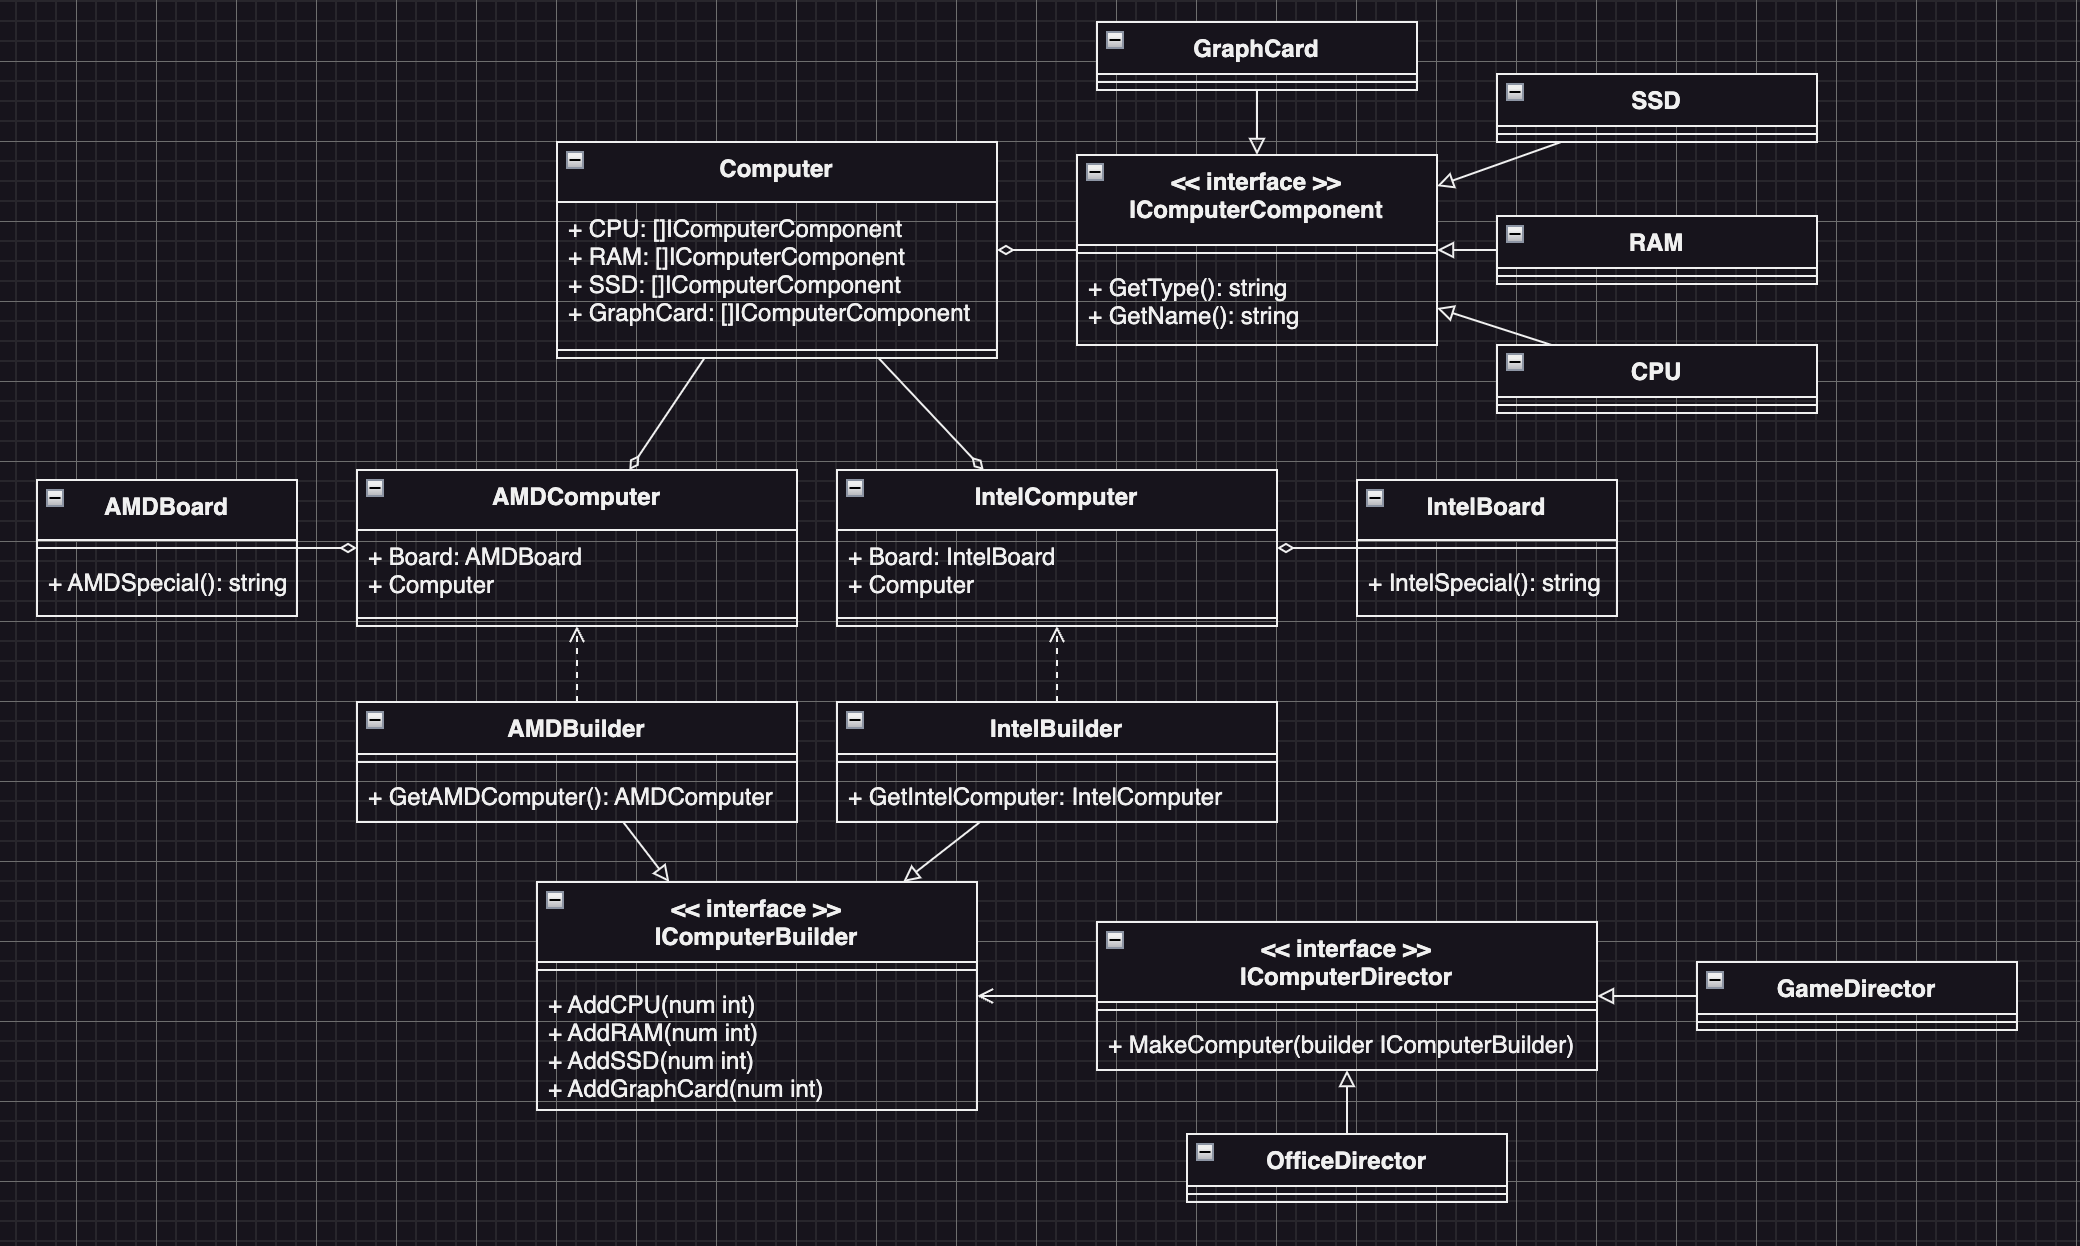 GraphCard
SSD
Computer
+ CPU: []IComputerComponent
+ RAM: []IComputerComponent
+ SSD: []IComputerComponent
+ GraphCard: []IComputerComponent
<< interface >>
IComputerComponent
+ GetType(): string
+ GetName(): string
RAM
CPU
AMDBoard
+ AMDSpecial(): string
AMDComputer
+ Board: AMDBoard
+ Computer
IntelComputer
+ Board: IntelBoard
+ Computer
IntelBoard
+ IntelSpecial(): string
AMDBuilder
+ GetAMDComputer(): AMDComputer
IntelBuilder
+ GetIntelComputer: IntelComputer
<< interface >>
IComputerBuilder
+ AddCPU(num int)
+ AddRAM(num int)
+ AddSSD(num int)
+ AddGraphCard(num int)
<< interface >>
IComputerDirector
+ MakeComputer(builder IComputerBuilder)
GameDirector
OfficeDirector